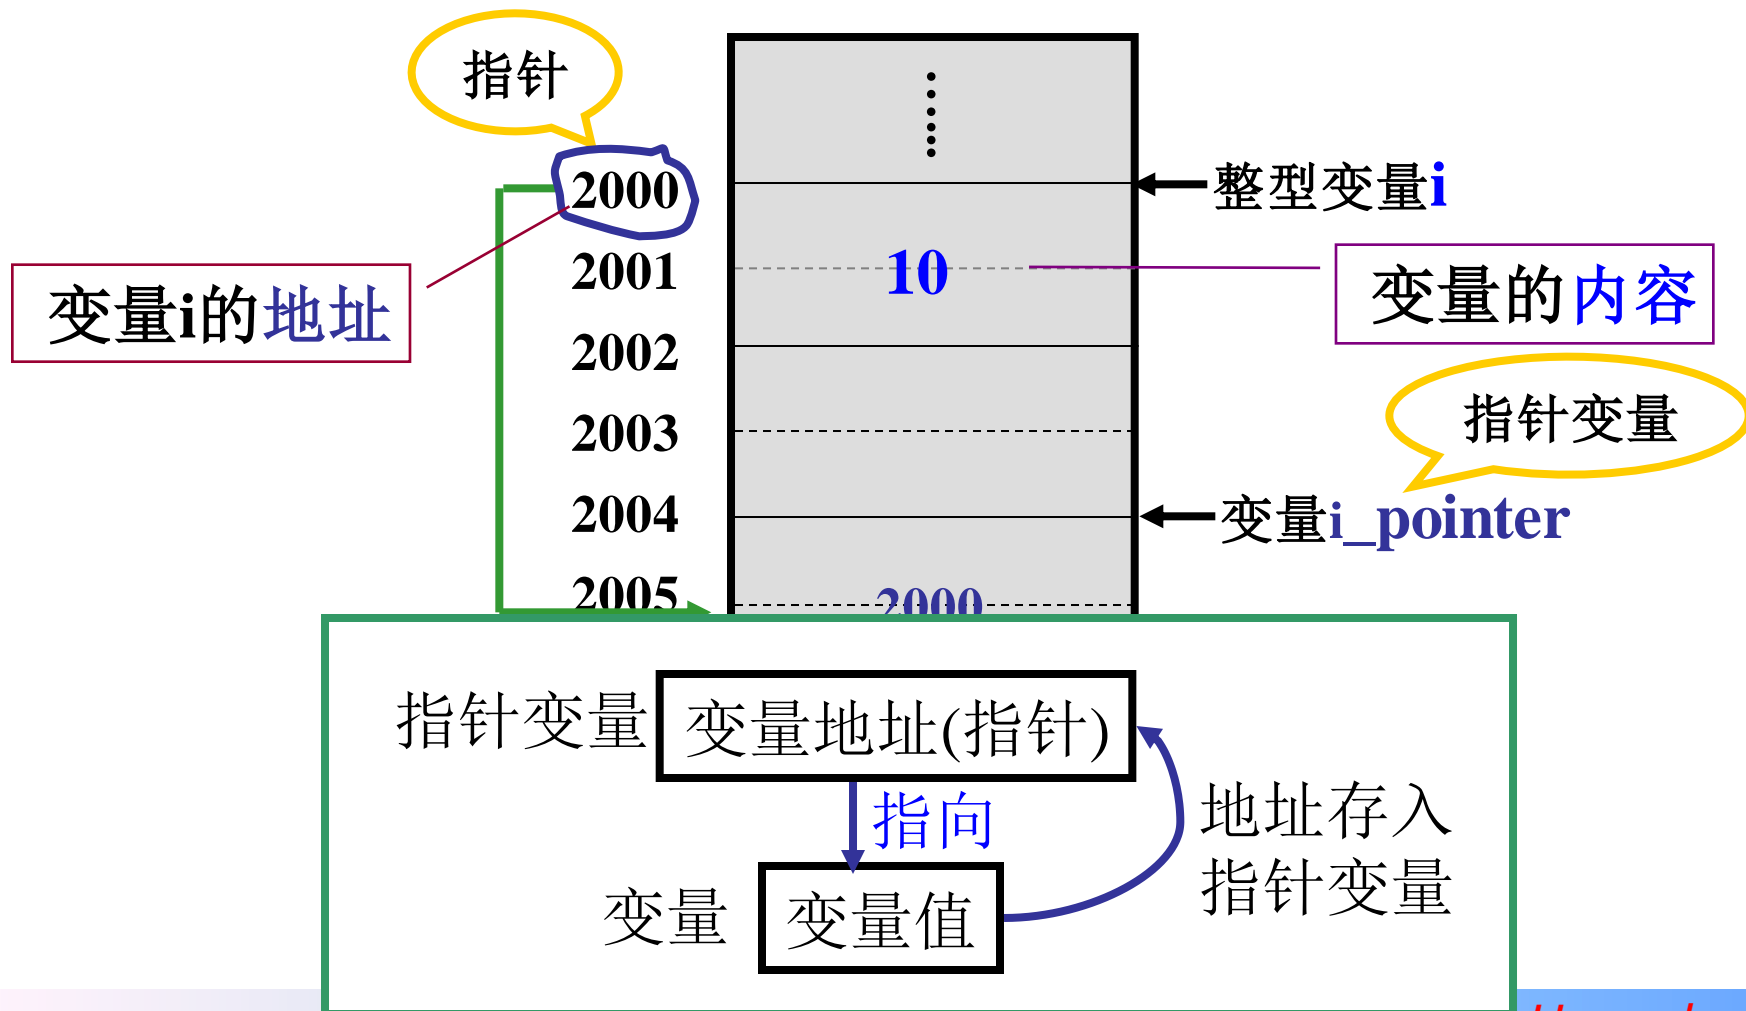 指针
2000
整型变量i
2001
10
变量i的地址
变量的内容
2002
2003
指针变量
2004
变量i_pointer
2005
2000
指针变量
变量地址(指针)
指向
地址存入
指针变量
变量
变量值